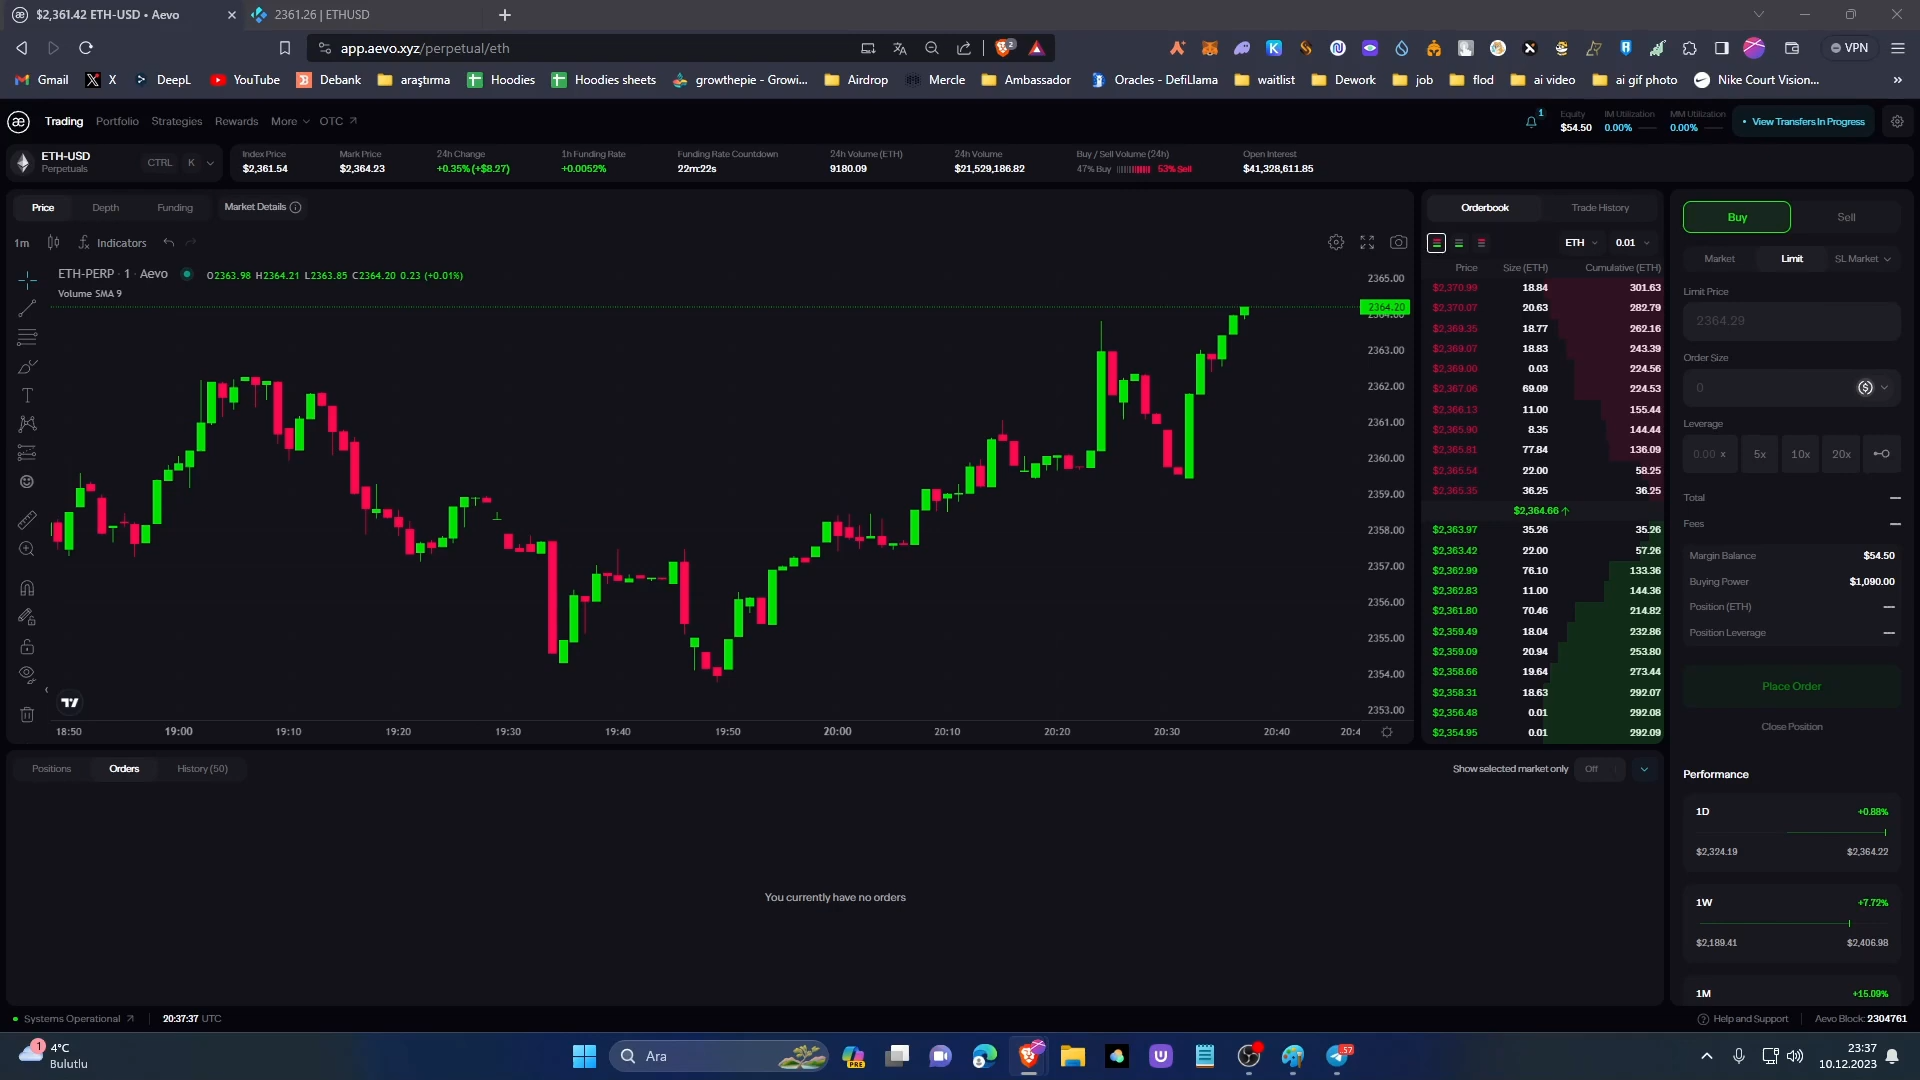 $2,361.42 ETH-USD • Aevo
2361.26 | ETHUSD
app.aevo.xyz/perpetual/eth
2
VPN
Gmail
X
DeepL
YouTube
Debank
araştırma
Hoodies
Hoodies sheets
growthepie - Growi...
Airdrop
Mercle
Ambassador
Oracles - DefiLlama
waitlist
Dework
job
flod
ai video
ai gif photo
Nike Court Vision...
»
Trading
Portfolio
Strategies
Rewards
More
OTC
1
Equity
$54.50
IM Utilization
0.00%
MM Utilization
0.00%
• View Transfers In Progress
ETH-USD
Perpetuals
CTRL K
Index Price
$2,361.54
Mark Price
$2,364.23
24h Change
+0.35% (+$8.27)
1h Funding Rate
+0.0052%
Funding Rate Countdown
22m:22s
24h Volume (ETH)
9180.09
24h Volume
$21,529,186.82
Buy / Sell Volume (24h)
47% Buy 53% Sell
Open Interest
$41,328,611.85
Price
Depth
Funding
Market Details
1m
Indicators
ETH-PERP · 1 · Aevo
O2363.98 H2364.21 L2363.85 C2364.20 0.23 (+0.01%)
Volume SMA 9
2365.00
2364.20
2364.00
2363.00
2362.00
2361.00
2360.00
2359.00
2358.00
2357.00
2356.00
2355.00
2354.00
2353.00
18:50
19:00
19:10
19:20
19:30
19:40
19:50
20:00
20:10
20:20
20:30
20:40
20:4
Orderbook
Trade History
ETH
0.01
Price Size (ETH) Cumulative (ETH)
$2,370.99 18.84 301.63
$2,370.07 20.63 282.79
$2,369.35 18.77 262.16
$2,369.07 18.83 243.39
$2,369.00 0.03 224.56
$2,367.06 69.09 224.53
$2,366.13 11.00 155.44
$2,365.90 8.35 144.44
$2,365.81 77.84 136.09
$2,365.54 22.00 58.25
$2,365.35 36.25 36.25
$2,364.66 ↑
$2,363.97 35.26 35.26
$2,363.42 22.00 57.26
$2,362.99 76.10 133.36
$2,362.83 11.00 144.36
$2,361.80 70.46 214.82
$2,359.49 18.04 232.86
$2,359.09 20.94 253.80
$2,358.66 19.64 273.44
$2,358.31 18.63 292.07
$2,356.48 0.01 292.08
$2,354.95 0.01 292.09
Buy
Sell
Market
Limit
SL Market
Limit Price
2364.29
Order Size
0
Leverage
0.00 x
5x
10x
20x
Total —
Fees —
Margin Balance $54.50
Buying Power $1,090.00
Position (ETH) —
Position Leverage —
Place Order
Close Position
Performance
1D +0.88%
$2,324.19 $2,364.22
1W +7.72%
$2,189.41 $2,406.98
1M +15.09%
Positions
Orders
History (50)
Show selected market only
Off
You currently have no orders
Systems Operational
20:37:37 UTC
Help and Support
Aevo Block: 2304761
1
4°C
Bulutlu
Ara
PRE
57
23:37
10.12.2023